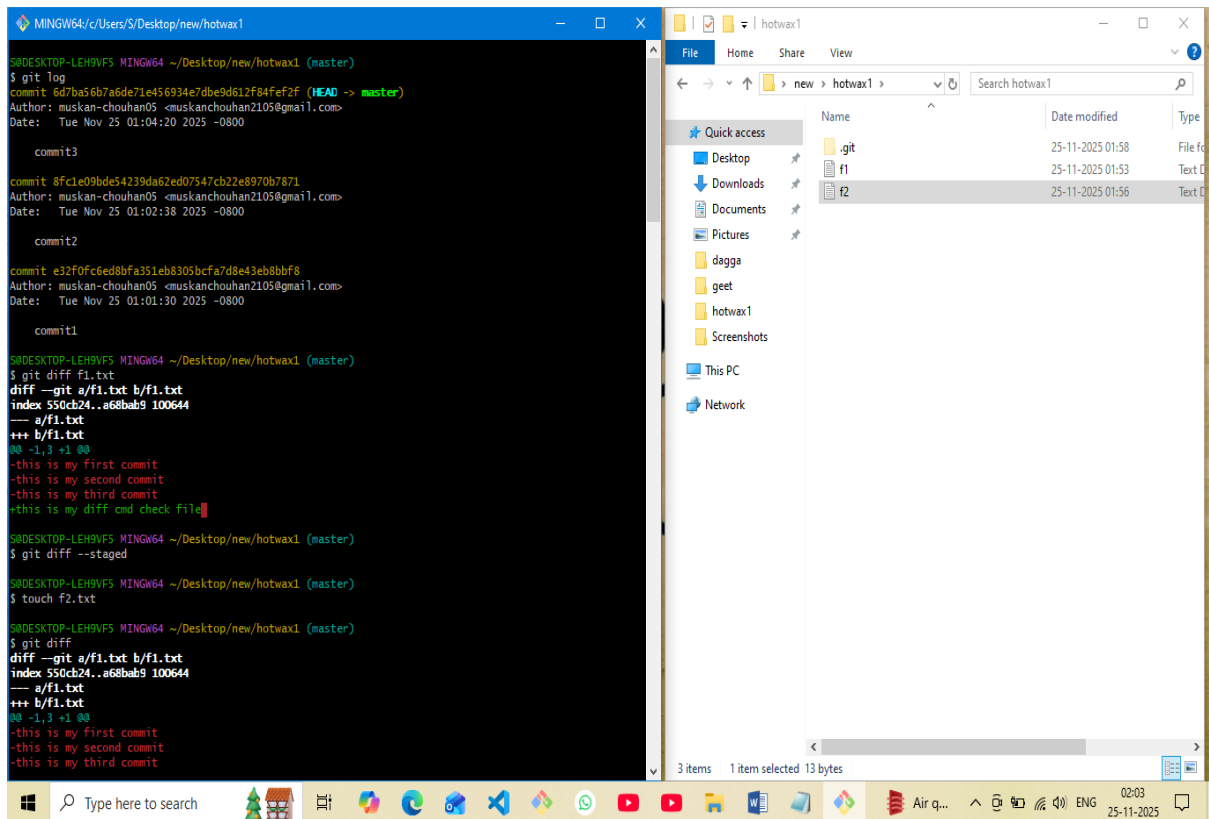 MINGW64:/c/Users/S/Desktop/new/hotwax1
S@DESKTOP-LEH9VF5 MINGW64 ~/Desktop/new/hotwax1 (master)
$ git log
commit 6d7ba56b7a6de71e456934e7dbe9d612f84fef2f (HEAD -> master)
Author: muskan-chouhan05 <muskanchouhan2105@gmail.com>
Date:   Tue Nov 25 01:04:20 2025 -0800
commit3
commit 8fc1e09bde54239da62ed07547cb22e8970b7871
Author: muskan-chouhan05 <muskanchouhan2105@gmail.com>
Date:   Tue Nov 25 01:02:38 2025 -0800
commit2
commit e32f0fc6ed8bfa351eb8305bcfa7d8e43eb8bbf8
Author: muskan-chouhan05 <muskanchouhan2105@gmail.com>
Date:   Tue Nov 25 01:01:30 2025 -0800
commit1
S@DESKTOP-LEH9VF5 MINGW64 ~/Desktop/new/hotwax1 (master)
$ git diff f1.txt
diff --git a/f1.txt b/f1.txt
index 550cb24..a68bab9 100644
--- a/f1.txt
+++ b/f1.txt
@@ -1,3 +1 @@
-this is my first commit
-this is my second commit
-this is my third commit
+this is my diff cmd check file
S@DESKTOP-LEH9VF5 MINGW64 ~/Desktop/new/hotwax1 (master)
$ git diff --staged
S@DESKTOP-LEH9VF5 MINGW64 ~/Desktop/new/hotwax1 (master)
$ touch f2.txt
S@DESKTOP-LEH9VF5 MINGW64 ~/Desktop/new/hotwax1 (master)
$ git diff
diff --git a/f1.txt b/f1.txt
index 550cb24..a68bab9 100644
--- a/f1.txt
+++ b/f1.txt
@@ -1,3 +1 @@
-this is my first commit
-this is my second commit
-this is my third commit
hotwax1
File Home Share View
new > hotwax1 >
Search hotwax1
Name Date modified Type
Quick access
Desktop
Downloads
Documents
Pictures
dagga
geet
hotwax1
Screenshots
This PC
Network
.git 25-11-2025 01:58 File fo
f1 25-11-2025 01:53 Text D
f2 25-11-2025 01:56 Text D
3 items 1 item selected 13 bytes
Type here to search
Air q...
ENG
02:03
25-11-2025